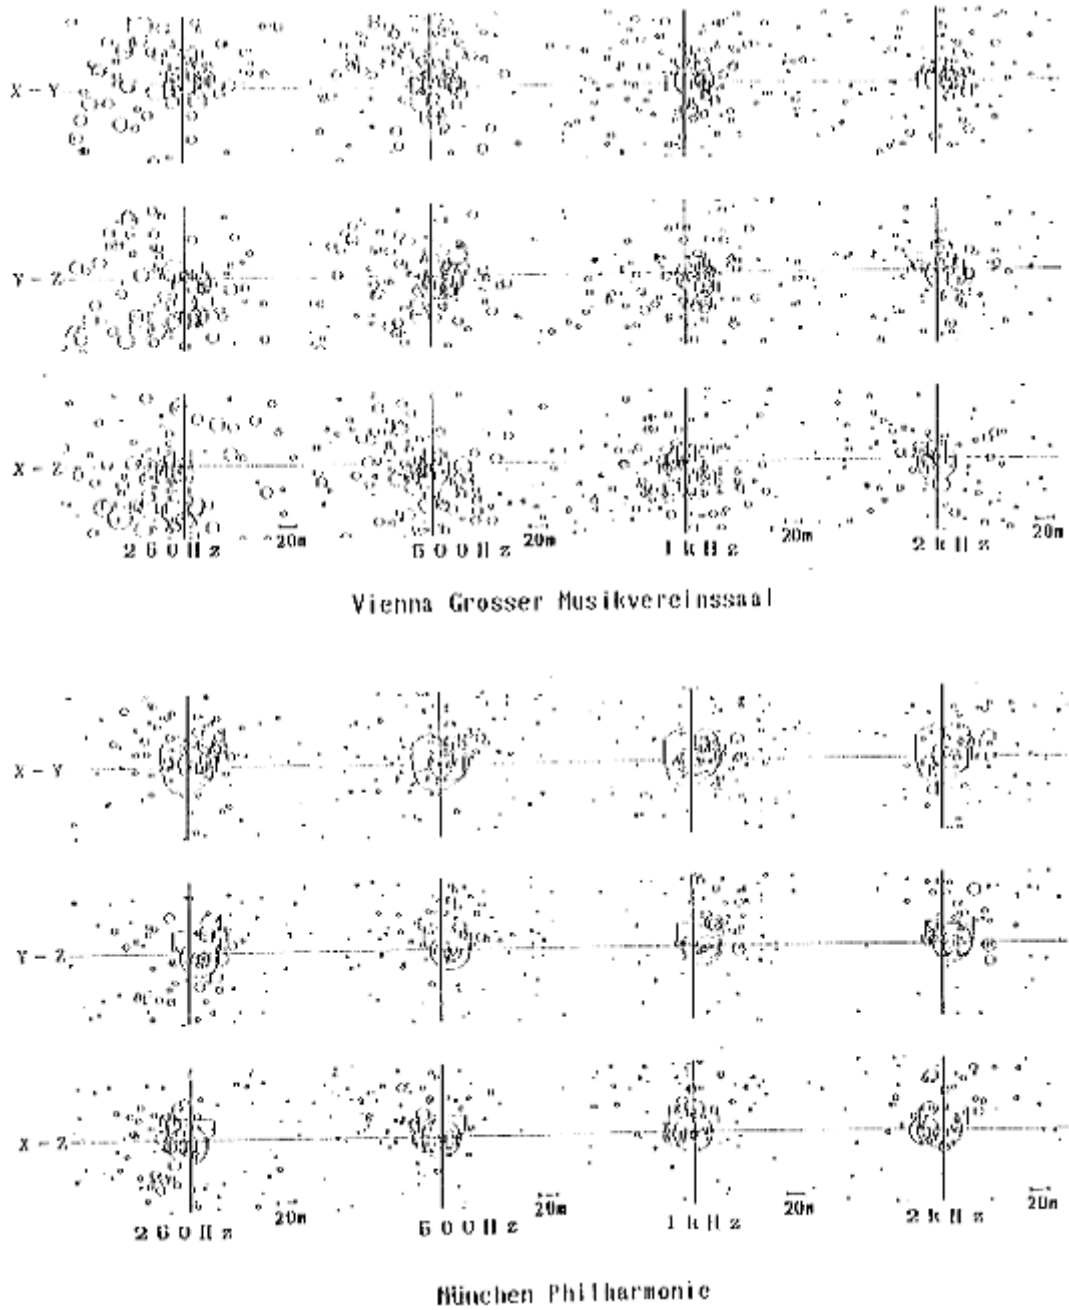 X - Y
Y - Z
X - Z
20m 20m 20m 20m
250Hz 500Hz 1kHz 2kHz
Vienna Grosser Musikvereinssaal
X - Y
Y - Z
X - Z
20m 20m 20m 20m
250Hz 500Hz 1kHz 2kHz
München Philharmonie